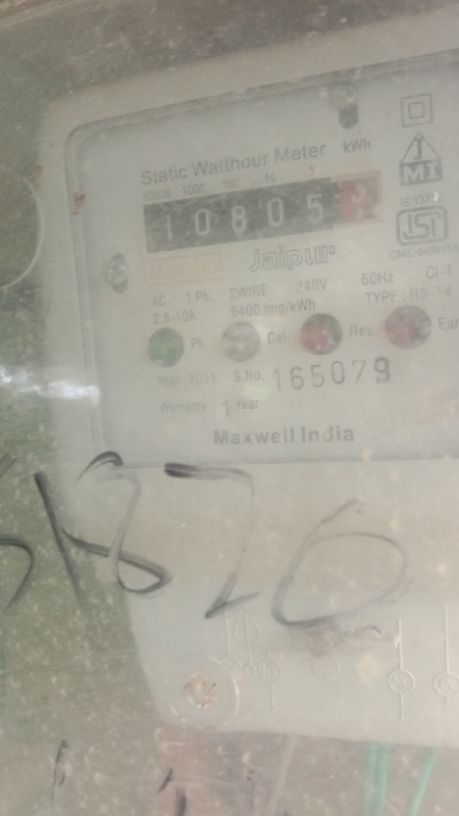 Static Watthour Meter kWh
10000 1000 100 10 1
10805
Maxwell Jaipur
AC 1 Ph. 2WIRE 240V 50Hz Cl-1
2.5-10A 6400 imp/kWh TYPE: RS-14
Ph. Cal. Rev. Ear
Year: 2011 S.No. 165079
Warranty: 1 Year
Maxwell India
1826